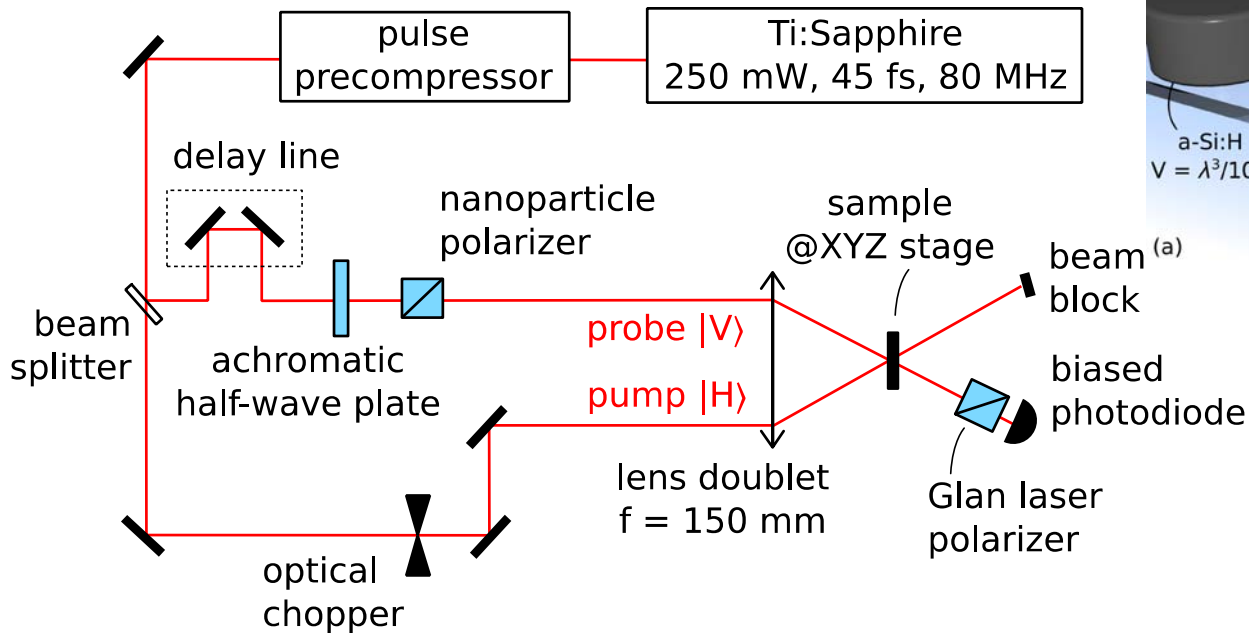 pulse
precompressor
Ti:Sapphire
250 mW, 45 fs, 80 MHz
a-Si:H
V = λ³/10
(a)
delay line
nanoparticle
polarizer
sample
@XYZ stage
beam
block
beam
splitter
achromatic
half-wave plate
probe |V⟩
pump |H⟩
biased
photodiode
lens doublet
f = 150 mm
Glan laser
polarizer
optical
chopper